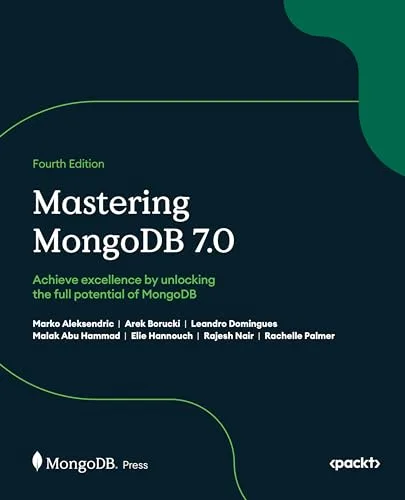 Fourth Edition
Mastering
MongoDB 7.0
Achieve excellence by unlocking
the full potential of MongoDB
Marko Aleksendric | Arek Borucki | Leandro Domingues
Malak Abu Hammad | Elie Hannouch | Rajesh Nair | Rachelle Palmer
MongoDB. Press
<packt>